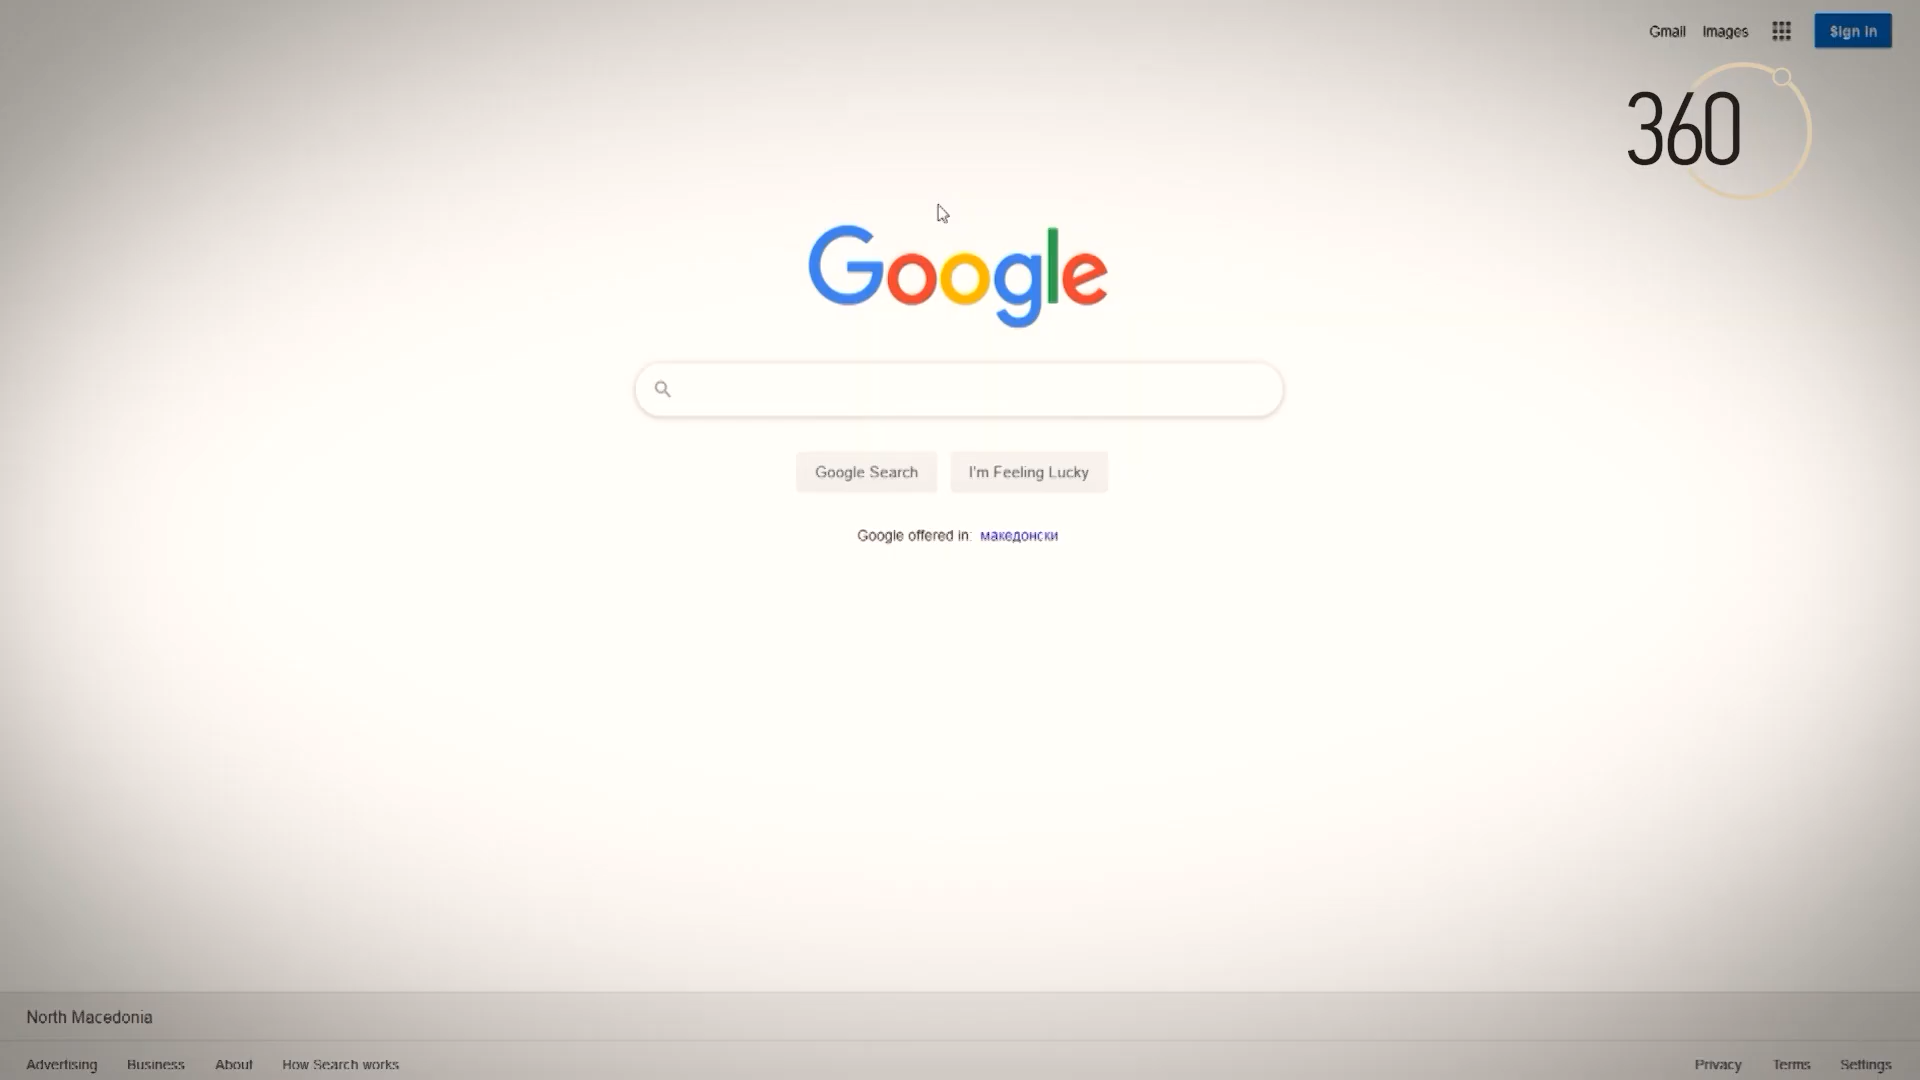 Gmail Images Sign in
360
Google
Google Search I'm Feeling Lucky
Google offered in: македонски
North Macedonia
Advertising Business About How Search works Privacy Terms Settings